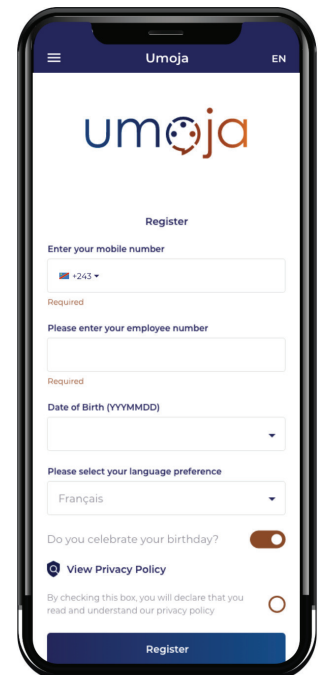 Umoja
EN
umoja
Register
Enter your mobile number
+243
Required
Please enter your employee number
Required
Date of Birth (YYYMMDD)
Please select your language preference
Français
Do you celebrate your birthday?
View Privacy Policy
By checking this box, you will declare that you
read and understand our privacy policy
Register